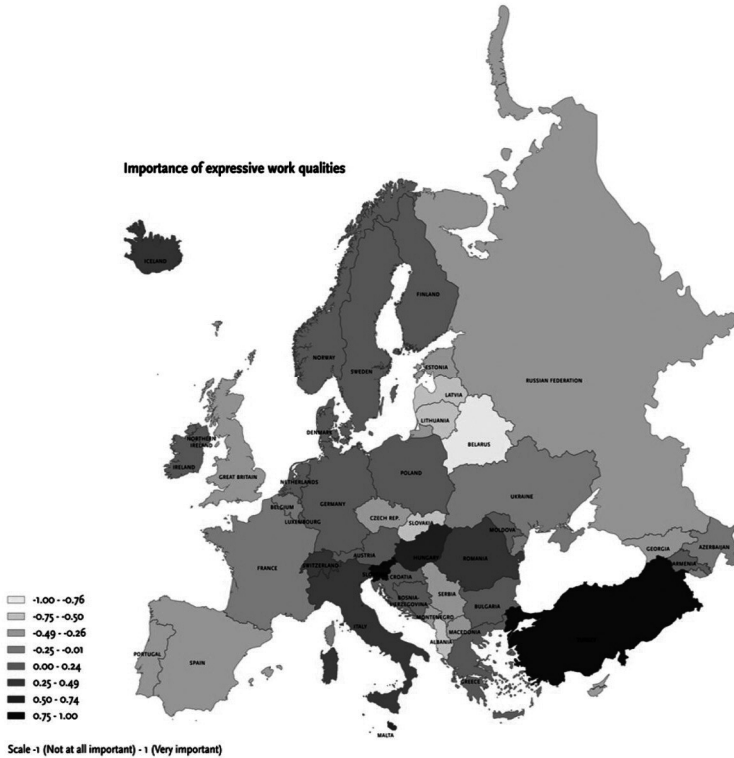 Importance of expressive work qualities
ICELAND
FINLAND
NORWAY
SWEDEN
RUSSIAN FEDERATION
ESTONIA
LATVIA
LITHUANIA
DENMARK
NORTHERN
IRELAND
BELARUS
IRELAND
GREAT BRITAIN
NETHERLANDS
POLAND
GERMANY
UKRAINE
BELGIUM
LUXEMBOURG
CZECH REP.
SLOVAKIA
MOLDOVA
AUSTRIA
HUNGARY
ROMANIA
GEORGIA
AZERBAIJAN
FRANCE
SWITZERLAND
CROATIA
ARMENIA
BOSNIA-
HERZEGOVINA
SERBIA
BULGARIA
MONTENEGRO
ITALY
MACEDONIA
ALBANIA
PORTUGAL
SPAIN
GREECE
MALTA
-1.00 - -0.76
-0.75 - -0.50
-0.49 - -0.26
-0.25 - -0.01
0.00 - 0.24
0.25 - 0.49
0.50 - 0.74
0.75 - 1.00
Scale -1 (Not at all important) - 1 (Very important)